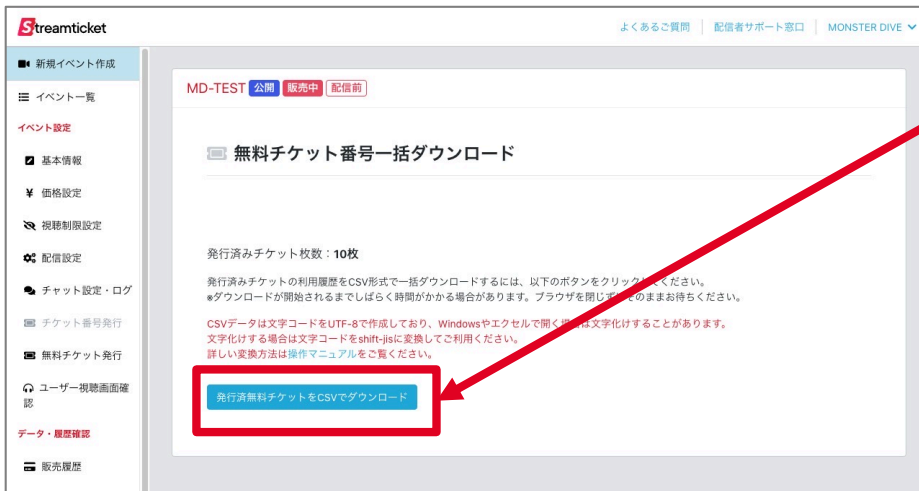 Streamticket
よくあるご質問 配信者サポート窓口 MONSTER DIVE
新規イベント作成
イベント一覧
イベント設定
基本情報
価格設定
視聴制限設定
配信設定
チャット設定・ログ
チケット番号発行
無料チケット発行
ユーザー視聴画面確
認
データ・履歴確認
販売履歴
MD-TEST 公開 販売中 配信前
無料チケット番号一括ダウンロード
発行済みチケット枚数：10枚
発行済みチケットの利用履歴をCSV形式で一括ダウンロードするには、以下のボタンをクリックしてください。
※ダウンロードが開始されるまでしばらく時間がかかる場合があります。ブラウザを閉じずにそのままお待ちください。
CSVデータは文字コードをUTF-8で作成しており、Windowsやエクセルで開く場合は文字化けすることがあります。
文字化けする場合は文字コードをshift-jisに変換してご利用ください。
詳しい変換方法は操作マニュアルをご覧ください。
発行済無料チケットをCSVでダウンロード